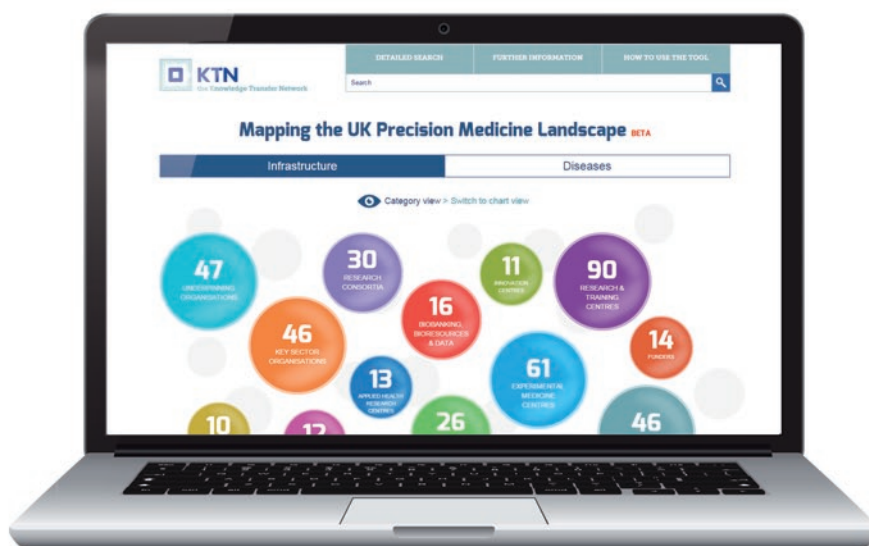 DETAILED SEARCH
FURTHER INFORMATION
HOW TO USE THE TOOL
KTN
the Knowledge Transfer Network
Search
Mapping the UK Precision Medicine Landscape BETA
Infrastructure
Diseases
Category view > Switch to chart view
47
UNDERPINNING
ORGANISATIONS
30
RESEARCH
CONSORTIA
11
INNOVATION
CENTRES
90
RESEARCH &
TRAINING
CENTRES
46
KEY SECTOR
ORGANISATIONS
16
BIOBANKING,
BIORESOURCES
& DATA
14
FUNDERS
13
APPLIED HEALTH
RESEARCH
CENTRES
61
EXPERIMENTAL
MEDICINE
CENTRES
10
12
26
46